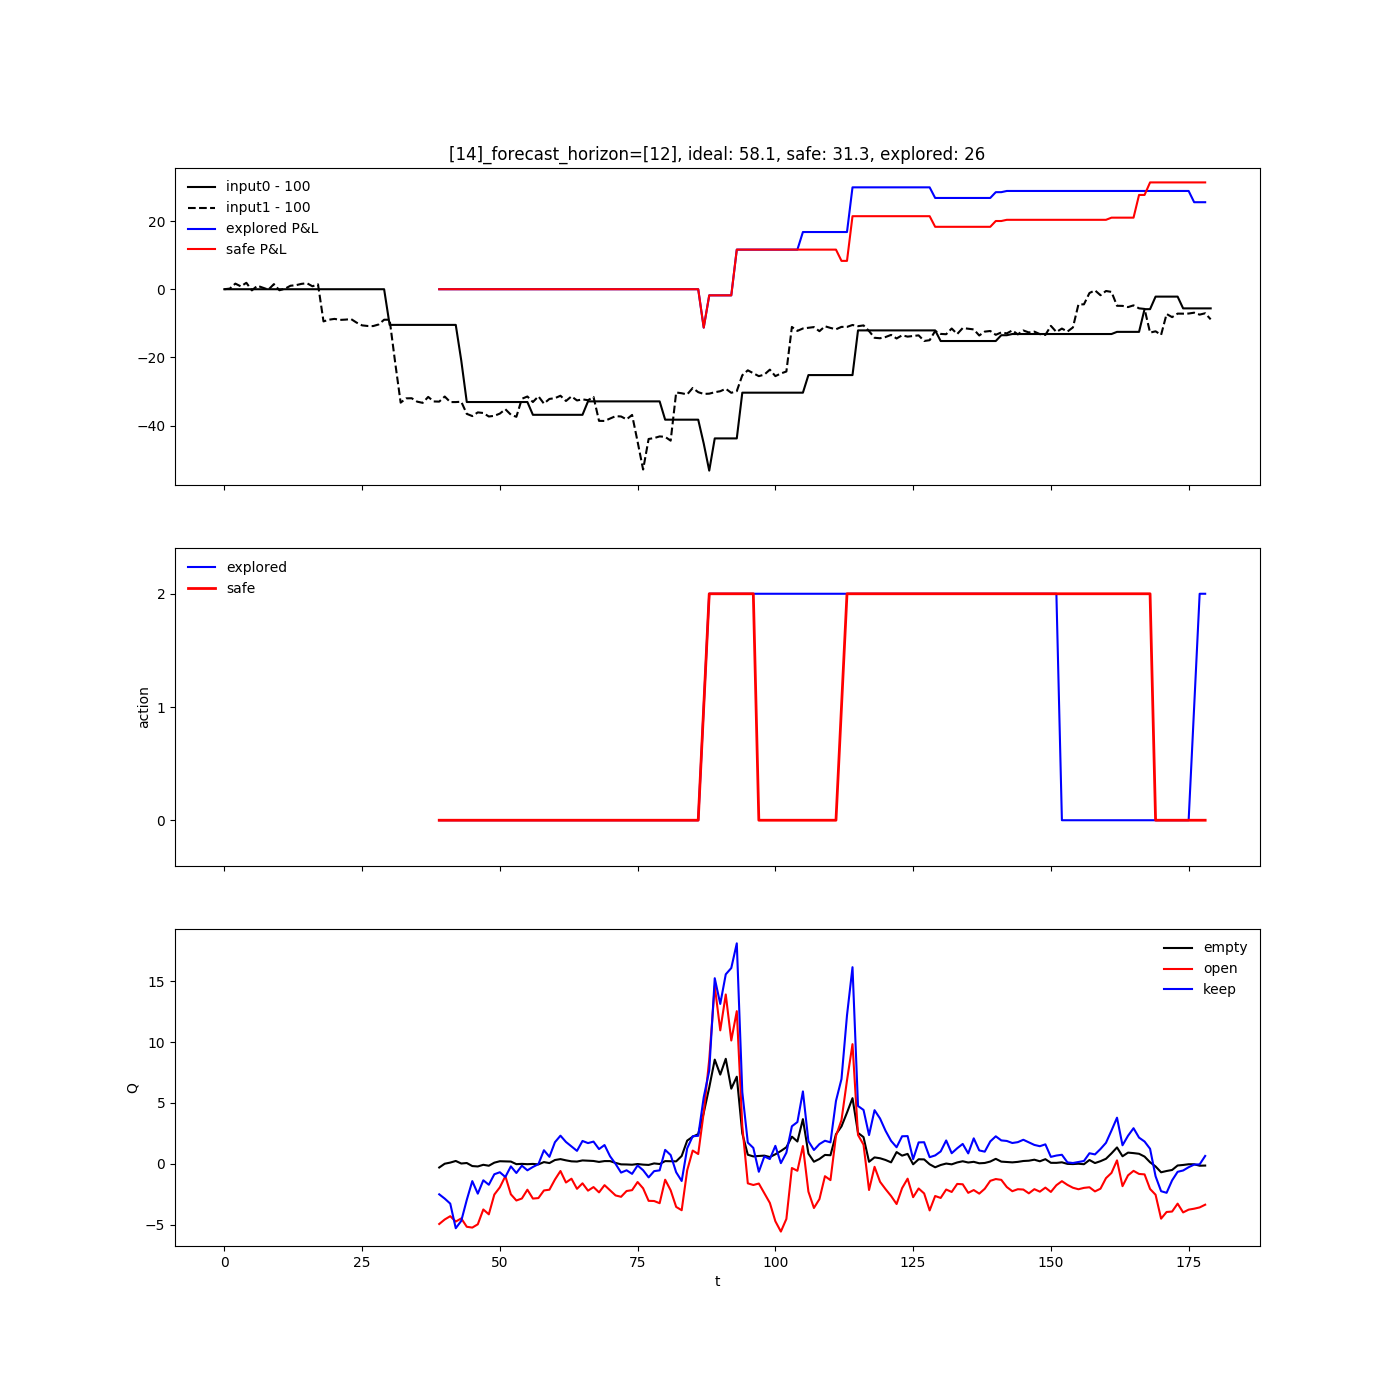 [14]_forecast_horizon=[12], ideal: 58.1, safe: 31.3, explored: 26
input0 - 100
input1 - 100
explored P&L
safe P&L
20
0
−20
−40
explored
safe
2
1
0
action
empty
open
keep
15
10
5
0
−5
Q
0 25 50 75 100 125 150 175
t